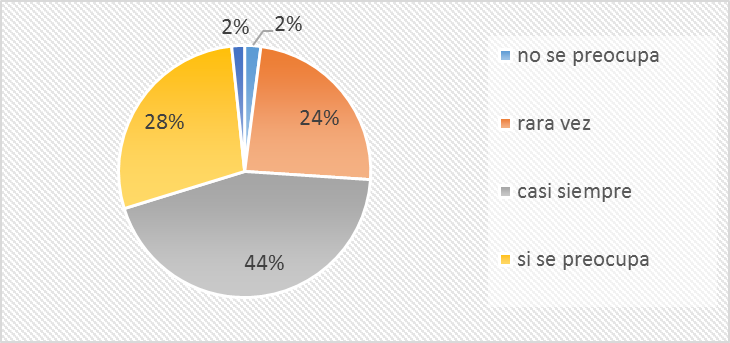 2%
2%
24%
28%
44%
no se preocupa
rara vez
casi siempre
si se preocupa